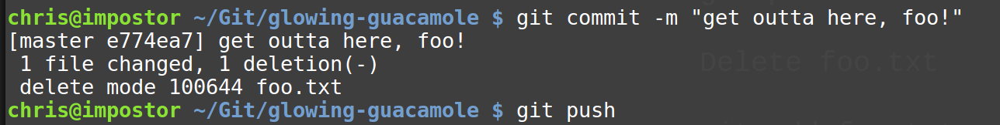 chris@impostor ~/Git/glowing-guacamole $ git commit -m "get outta here, foo!"
[master e774ea7] get outta here, foo!
 1 file changed, 1 deletion(-)
Delete foo.txt
 delete mode 100644 foo.txt
chris@impostor ~/Git/glowing-guacamole $ git push